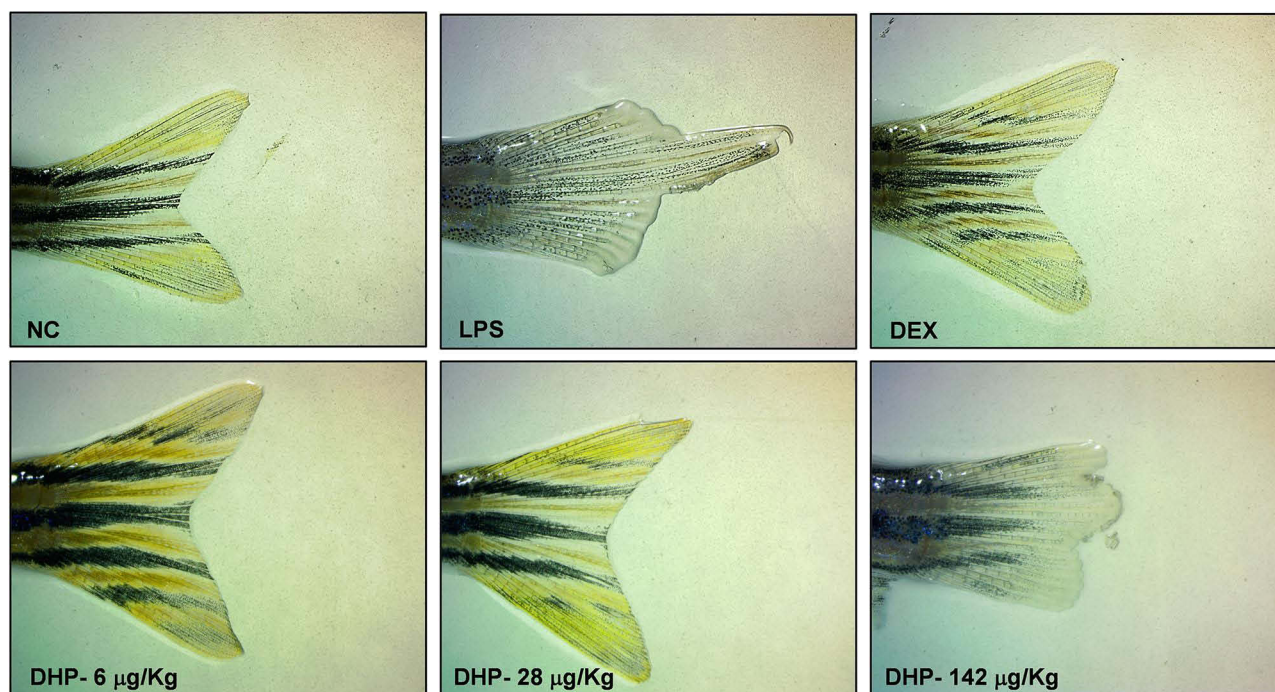 NC
LPS
DEX
DHP- 6 μg/Kg
DHP- 28 μg/Kg
DHP- 142 μg/Kg